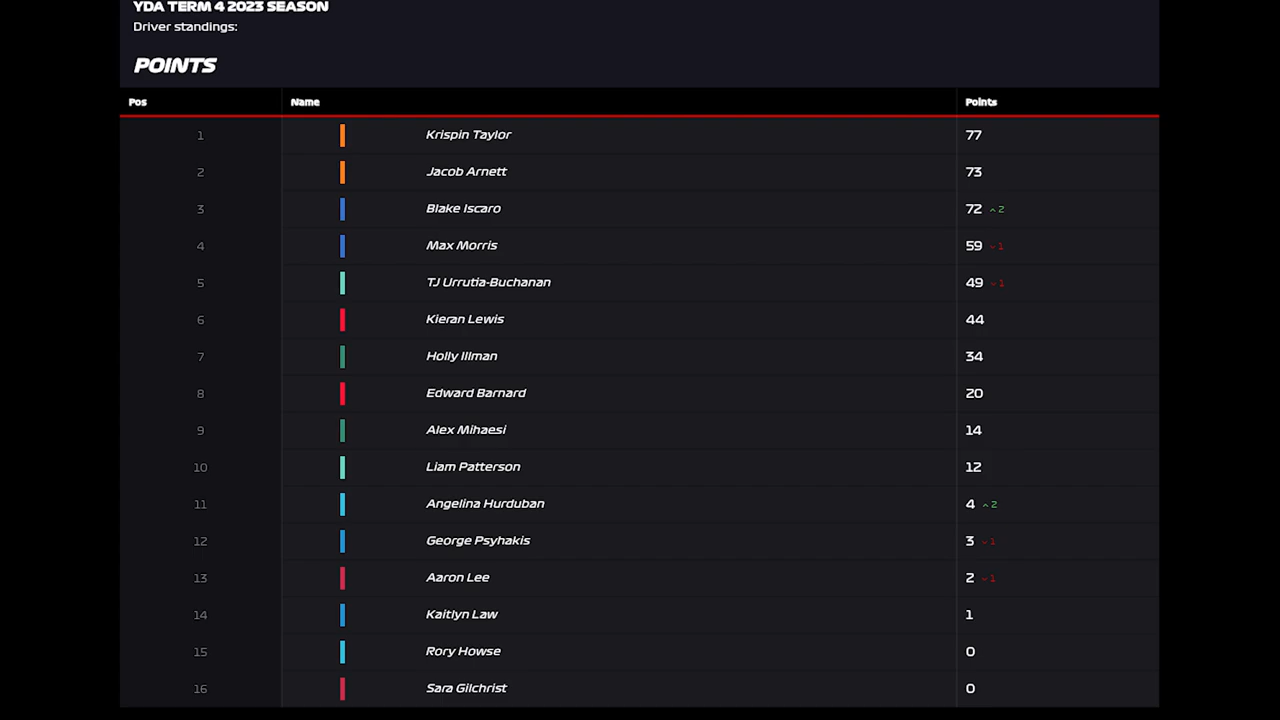 YDA TERM 4 2023 SEASON
Driver standings:
POINTS
Pos Name Points
1 Krispin Taylor 77
2 Jacob Arnett 73
3 Blake Iscaro 72 2
4 Max Morris 59 1
5 TJ Urrutia-Buchanan 49 1
6 Kieran Lewis 44
7 Holly Illman 34
8 Edward Barnard 20
9 Alex Mihaesi 14
10 Liam Patterson 12
11 Angelina Hurduban 4 2
12 George Psyhakis 3 1
13 Aaron Lee 2 1
14 Kaitlyn Law 1
15 Rory Howse 0
16 Sara Gilchrist 0